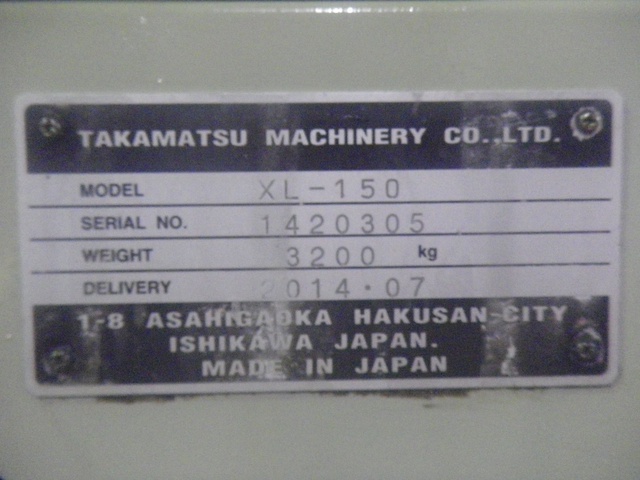 TAKAMATSU MACHINERY CO.,LTD.
MODEL XL-150
SERIAL NO. 1420305
WEIGHT 3200 kg
DELIVERY 2014・07
1-8 ASAHIGAOKA HAKUSAN-CITY
ISHIKAWA JAPAN.
MADE IN JAPAN